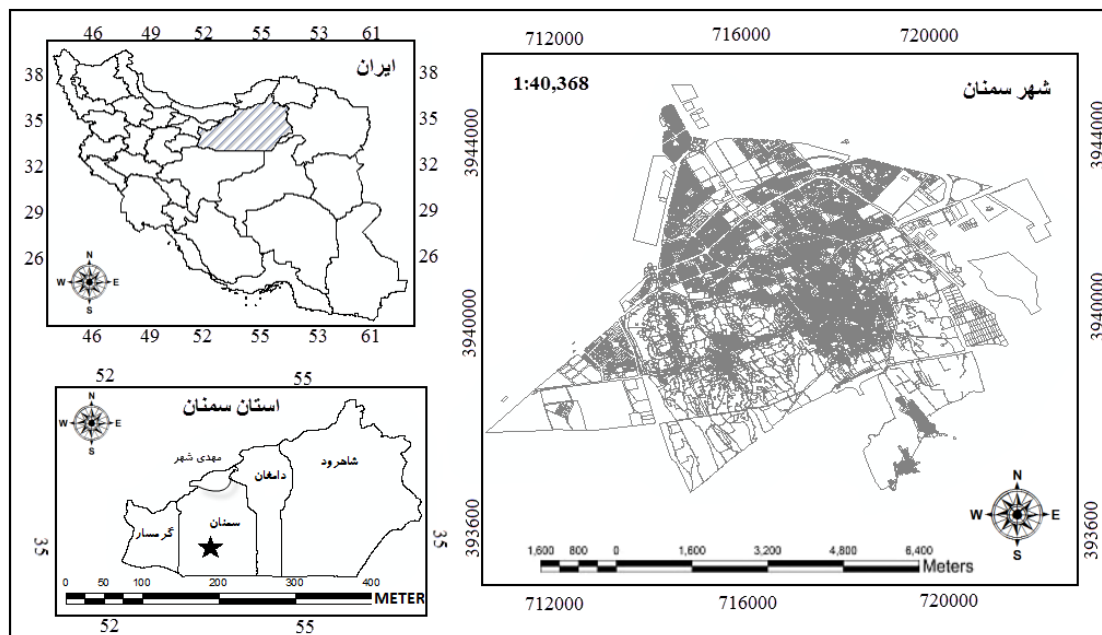 46 49 52 55 53 61
ایران
38 38
35 35
32 32
29 29
26 26
N
W E
S
46 49 52 55 53 61
52 55
استان سمنان
N
W E
S
مهدی شهر
شاهرود
دامغان
سمنان
گرمسار
35 35
0 50 100 200 300 400
METER
52 55
712000 716000 720000
1:40,368
شهر سمنان
3944000 3944000
3940000 3940000
393600 393600
N
W E
S
1,600 800 0 1,600 3,200 4,800 6,400
Meters
712000 716000 720000